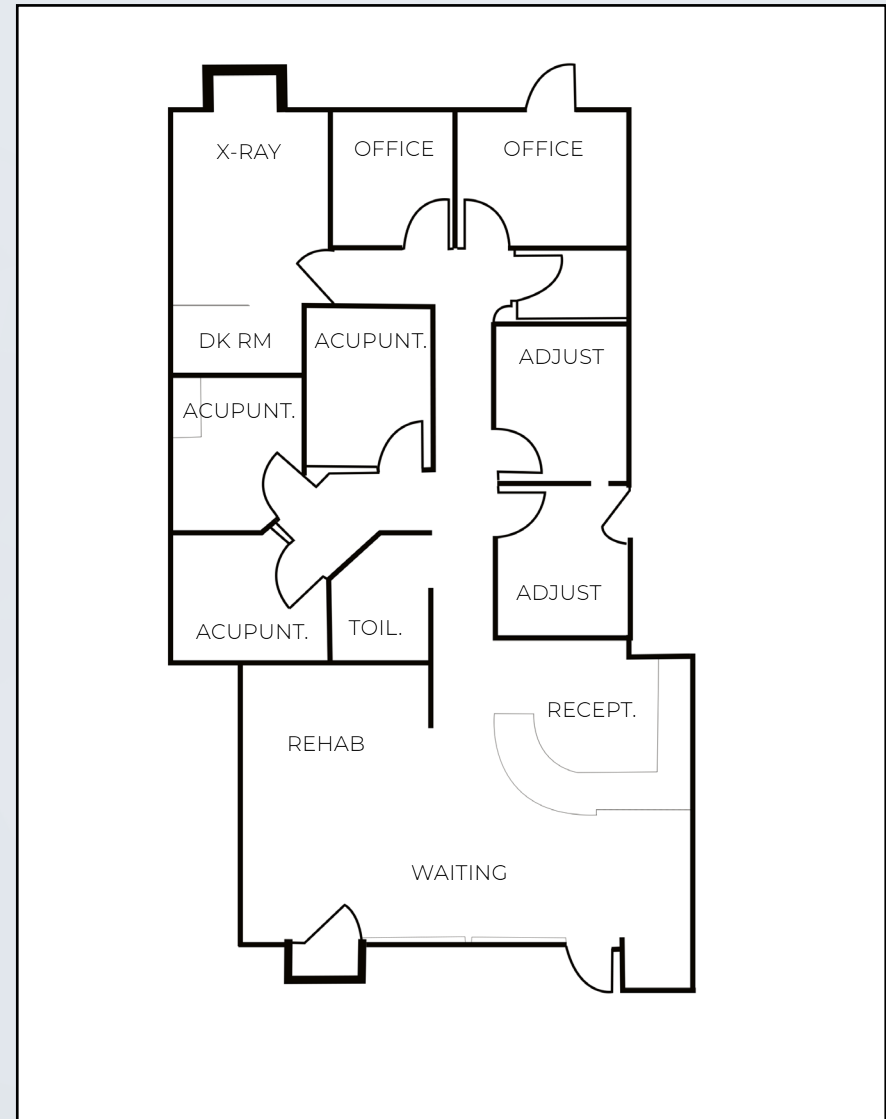 X-RAY
OFFICE
OFFICE
DK RM
ACUPUNT.
ADJUST
ACUPUNT.
ADJUST
ACUPUNT.
TOIL.
RECEPT.
REHAB
WAITING